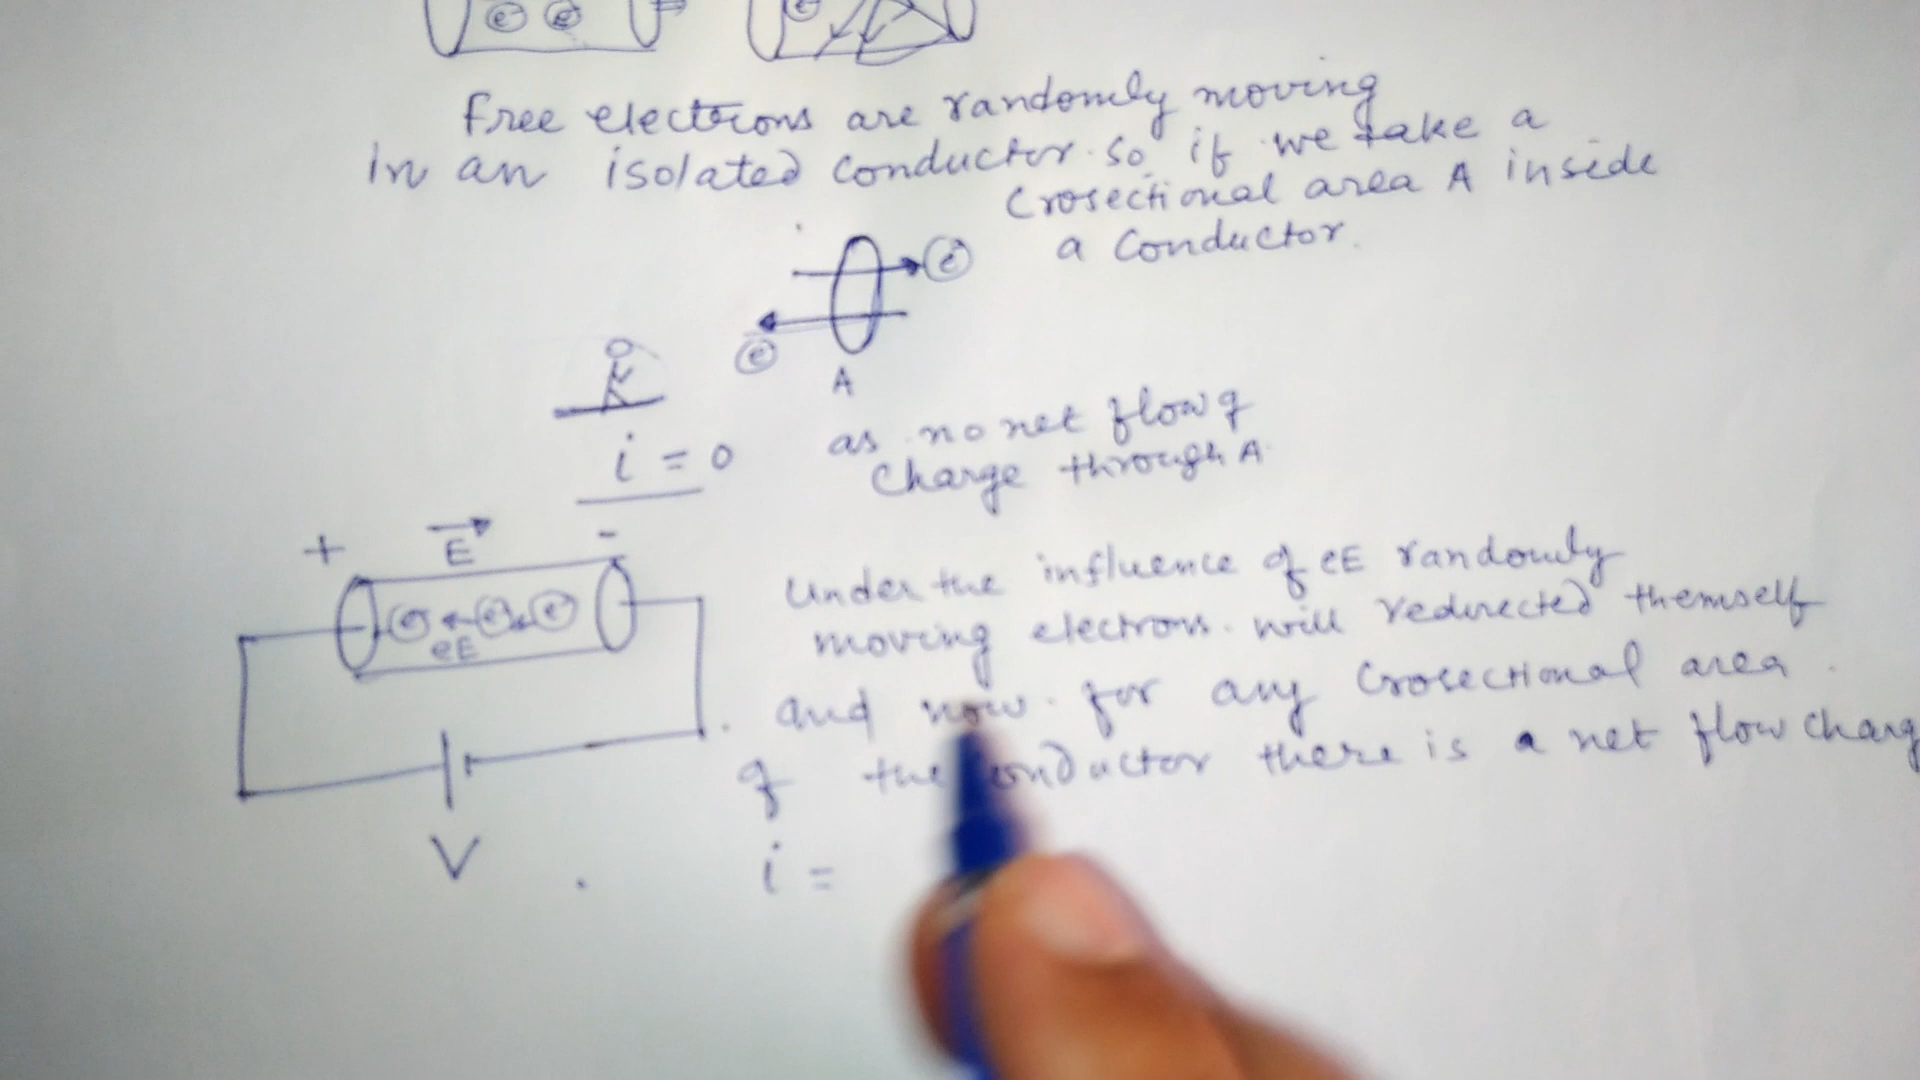 e e e
free electrons are randomly moving
in an isolated conductor. so if we take a
crosectional area A inside
a conductor.
e
e
A
i = 0 as no net flow of
charge through A.
+ E -
e e e
eE
V
Under the influence of eE randomly
moving electrons. will redirected themself
and now for any crosectional area
of the conductor there is a net flow charg
i =